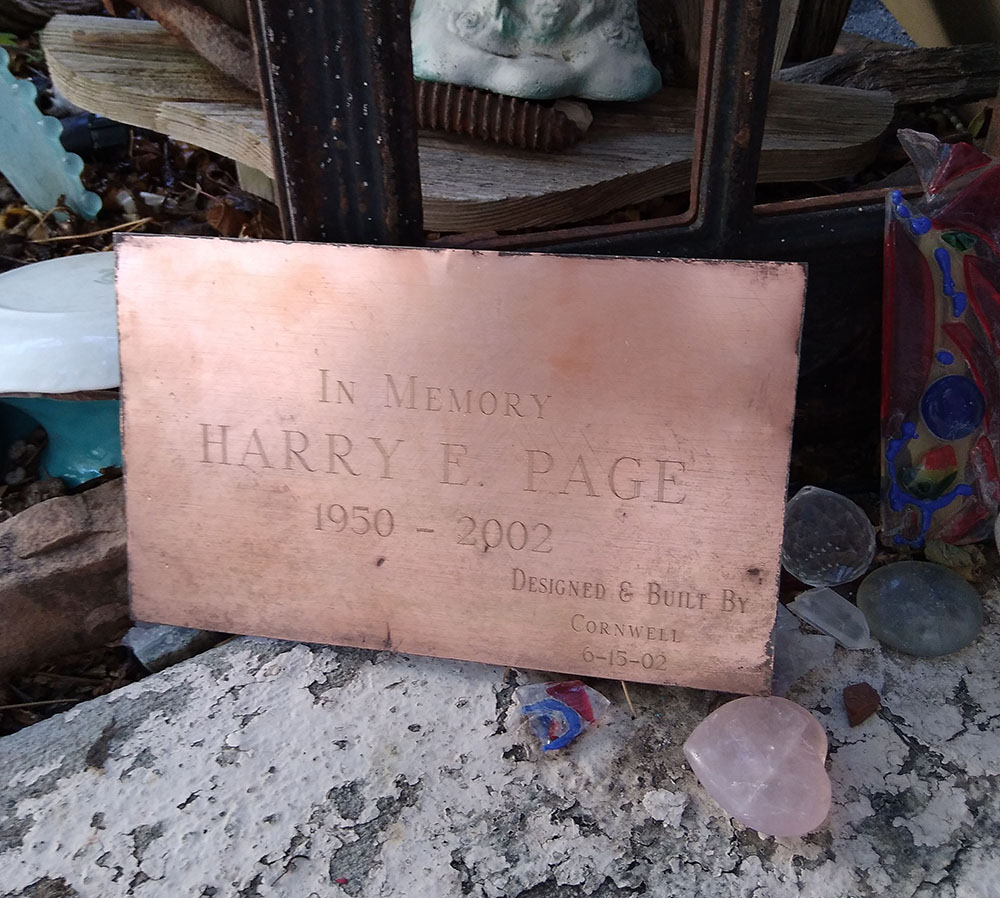 In Memory
HARRY E. PAGE
1950 - 2002
Designed & Built By
Cornwell
6-15-02